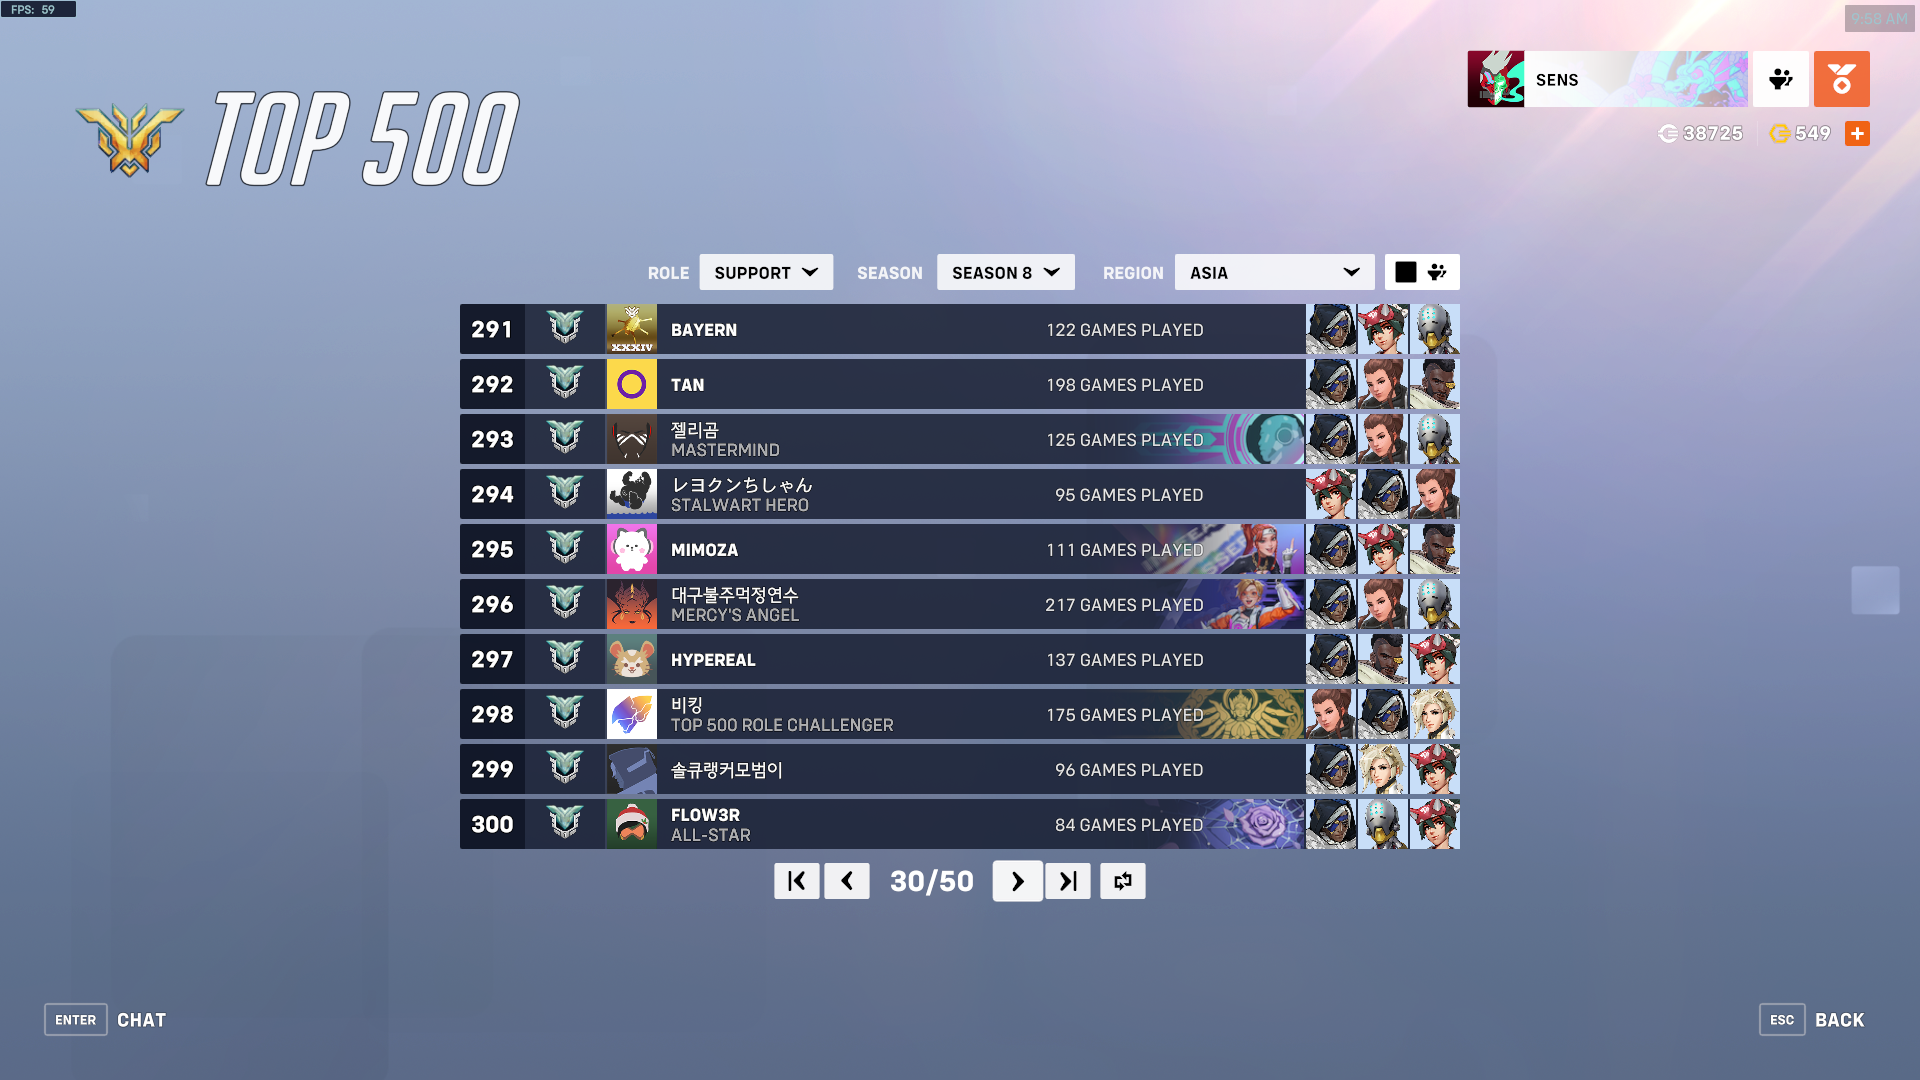 FPS: 59
9:58 AM
TOP 500
SENS
38725
549
ROLE SUPPORT SEASON SEASON 8 REGION ASIA
291 XXXIV BAYERN 122 GAMES PLAYED
292 TAN 198 GAMES PLAYED
293 젤리곰 125 GAMES PLAYED
MASTERMIND
294 レヨクンちしゃん 95 GAMES PLAYED
STALWART HERO
295 MIMOZA 111 GAMES PLAYED
296 대구불주먹정연수 217 GAMES PLAYED
MERCY'S ANGEL
297 HYPEREAL 137 GAMES PLAYED
298 비킹 175 GAMES PLAYED
TOP 500 ROLE CHALLENGER
299 솔큐랭커모범이 96 GAMES PLAYED
300 FLOW3R 84 GAMES PLAYED
ALL-STAR
30/50
ENTER CHAT
ESC BACK